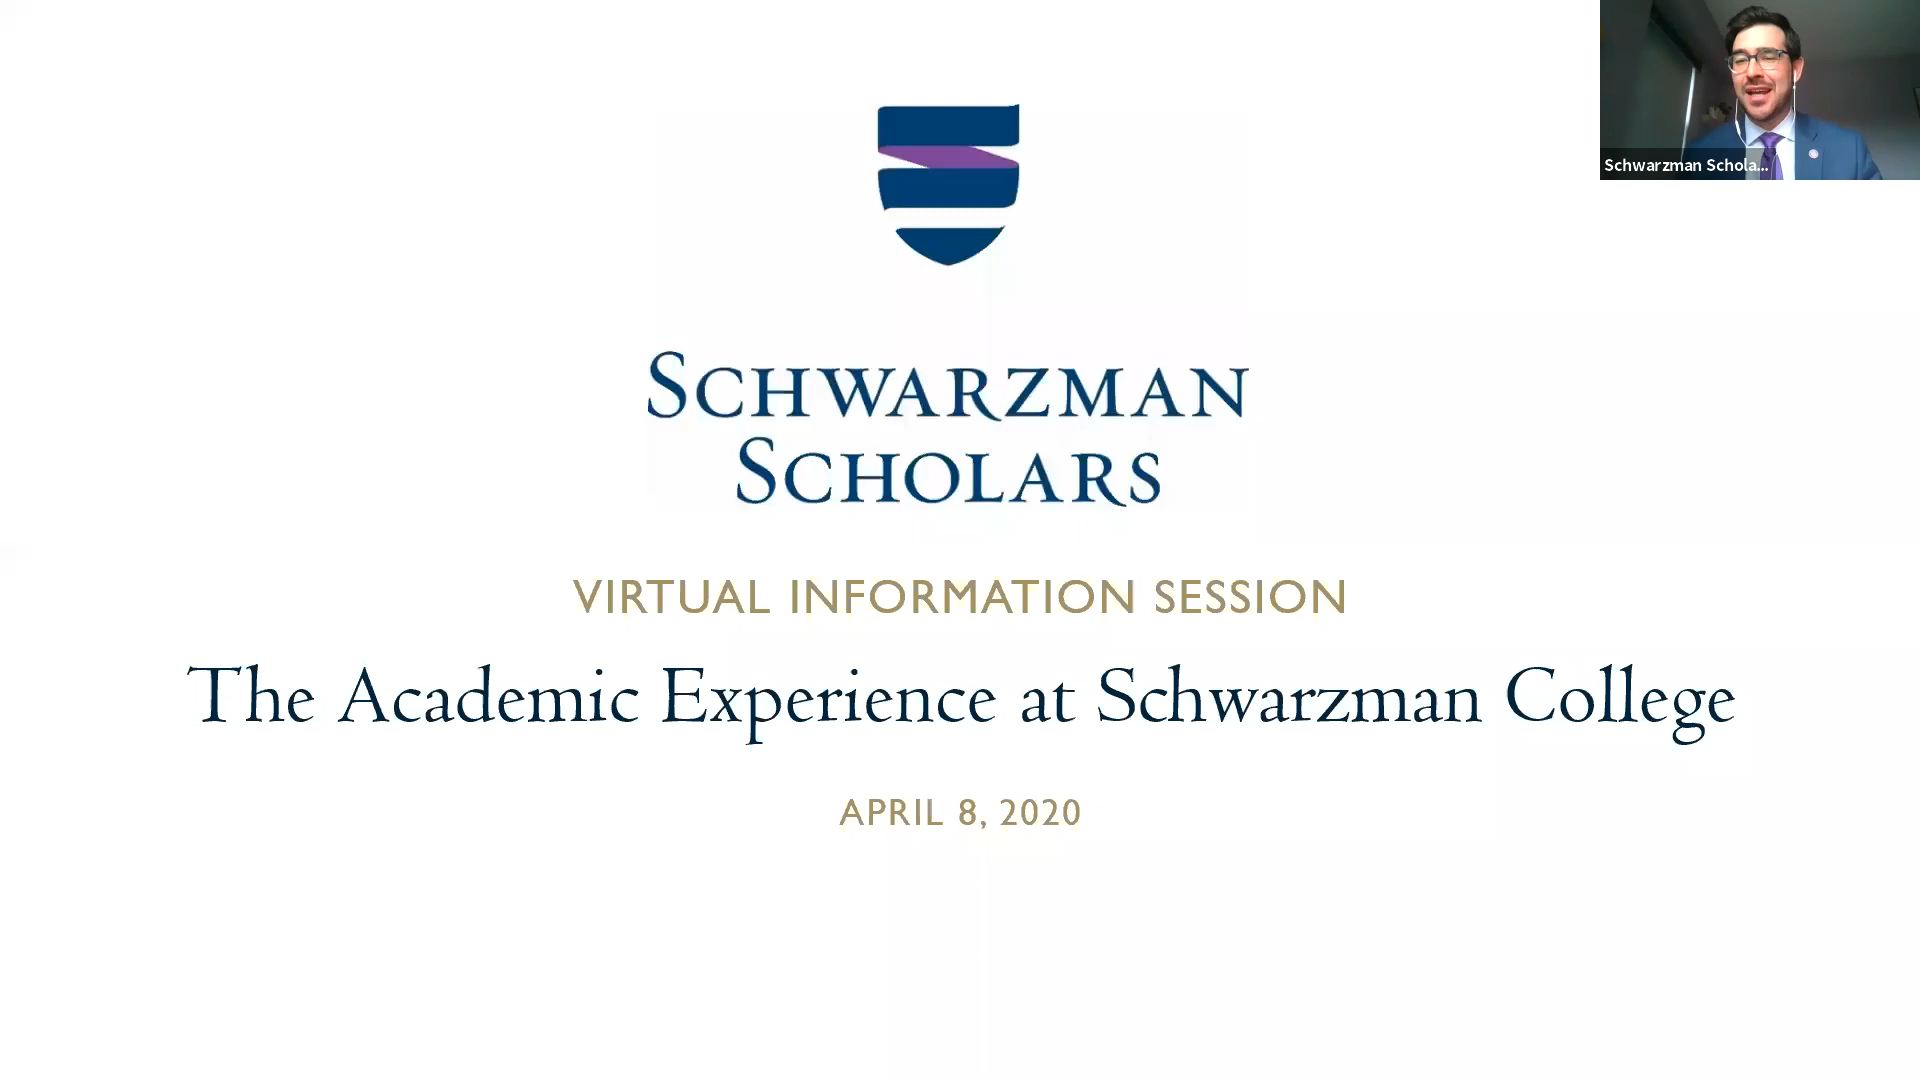 Schwarzman Schola...
SCHWARZMAN
SCHOLARS
VIRTUAL INFORMATION SESSION
The Academic Experience at Schwarzman College
APRIL 8, 2020